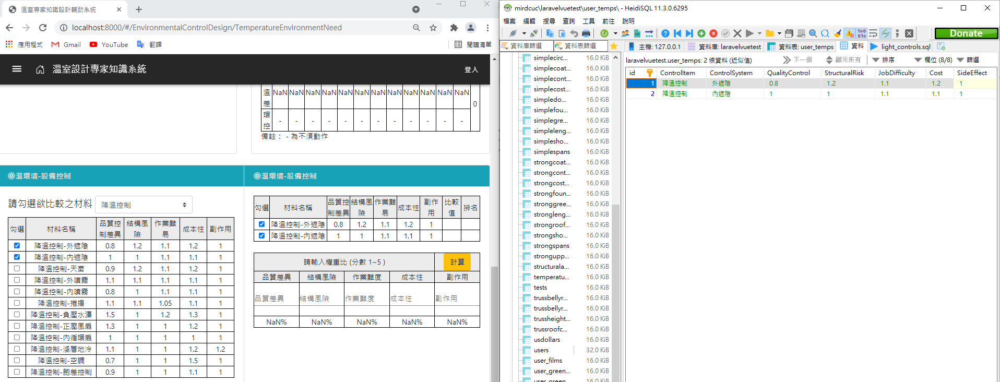 溫室專家知識設計輔助系統
localhost:8000/#/EnvironmentalControlDesign/TemperatureEnvironmentNeed
應用程式 Gmail YouTube 翻譯 閱讀清單
溫室設計專家知識系統 登入
溫差 NaN NaN NaN NaN NaN NaN NaN NaN NaN NaN NaN NaN 0
環控 - - - - - - - - - - - -
備註： - 為不須動作
溫環境-設備控制
請勾選欲比較之材料 降溫控制
勾選 材料名稱 品質控制差異 結構風險 作業難易 成本性 副作用
降溫控制-外遮陰 0.8 1.2 1.1 1.2 1
降溫控制-內遮陰 1 1 1.1 1.1 1
降溫控制-天窗 0.9 1.2 1.1 1.2 1
降溫控制-外噴霧 1.1 1.1 1.1 1.1 1
降溫控制-內噴霧 0.8 1 1.1 1.1 1
降溫控制-捲揚 1.1 1.1 1.05 1.1 1
降溫控制-負壓水濂 1.5 1 1.2 1.3 1
降溫控制-正壓風扇 1.3 1 1 1.2 1
降溫控制-內循環扇 1 1 1 1 1
降溫控制-淺層地冷 1.1 1 1 1.2 1.2
降溫控制-空調 0.7 1 1 1.5 1
降溫控制-飽差控制 0.9 1 1 1.1 1
溫環境-設備控制
勾選 材料名稱 品質控制差異 結構風險 作業難易 成本性 副作用 比較值 排名
降溫控制-外遮陰 0.8 1.2 1.1 1.2 1
降溫控制-內遮陰 1 1 1.1 1.1 1
請輸入權重比 (分數 1~5 ) 計算
品質差異 結構風險 作業難度 成本性 副作用
品質差異 結構風險 作業難度 成本性 副作用
NaN% NaN% NaN% NaN% NaN%
mirdcuc\laravelvuetest\user_temps\ - HeidiSQL 11.3.0.6295
檔案 編輯 搜尋 查詢 工具 前往 說明
Donate
資料庫篩選 資料表篩選
主機: 127.0.0.1 資料庫: laravelvuetest 資料表: user_temps 資料 light_controls.sql
simplecirc... 16.0 KiB
simplecoat... 16.0 KiB
simplecont... 16.0 KiB
simplecost... 16.0 KiB
simpledo... 16.0 KiB
simplefou... 16.0 KiB
simplegre... 16.0 KiB
simpleleng... 16.0 KiB
simplesho... 16.0 KiB
simplespans 16.0 KiB
strongcoat... 16.0 KiB
strongcont... 16.0 KiB
strongcost... 16.0 KiB
strongfoun... 16.0 KiB
stronggree... 16.0 KiB
strongleng... 16.0 KiB
strongroof... 16.0 KiB
strongsho... 16.0 KiB
strongspans 16.0 KiB
strongupp... 16.0 KiB
structurala... 16.0 KiB
temperatu... 16.0 KiB
tests 16.0 KiB
trussbellyr... 16.0 KiB
trussbellyr... 16.0 KiB
trussheight... 16.0 KiB
trussroofc... 16.0 KiB
usdollars 16.0 KiB
users 32.0 KiB
user_films 16.0 KiB
user_green... 16.0 KiB
user_green... 16.0 KiB
laravelvuetest.user_temps: 2 條資料 (近似值) 下一個 顯示所有 排序 欄位 (8/8) 篩選
id ControlItem ControlSystem QualityControl StructuralRisk JobDifficulty Cost SideEffect
1 降溫控制 外遮陰 0.8 1.2 1.1 1.2 1
2 降溫控制 內遮陰 1 1 1.1 1.1 1